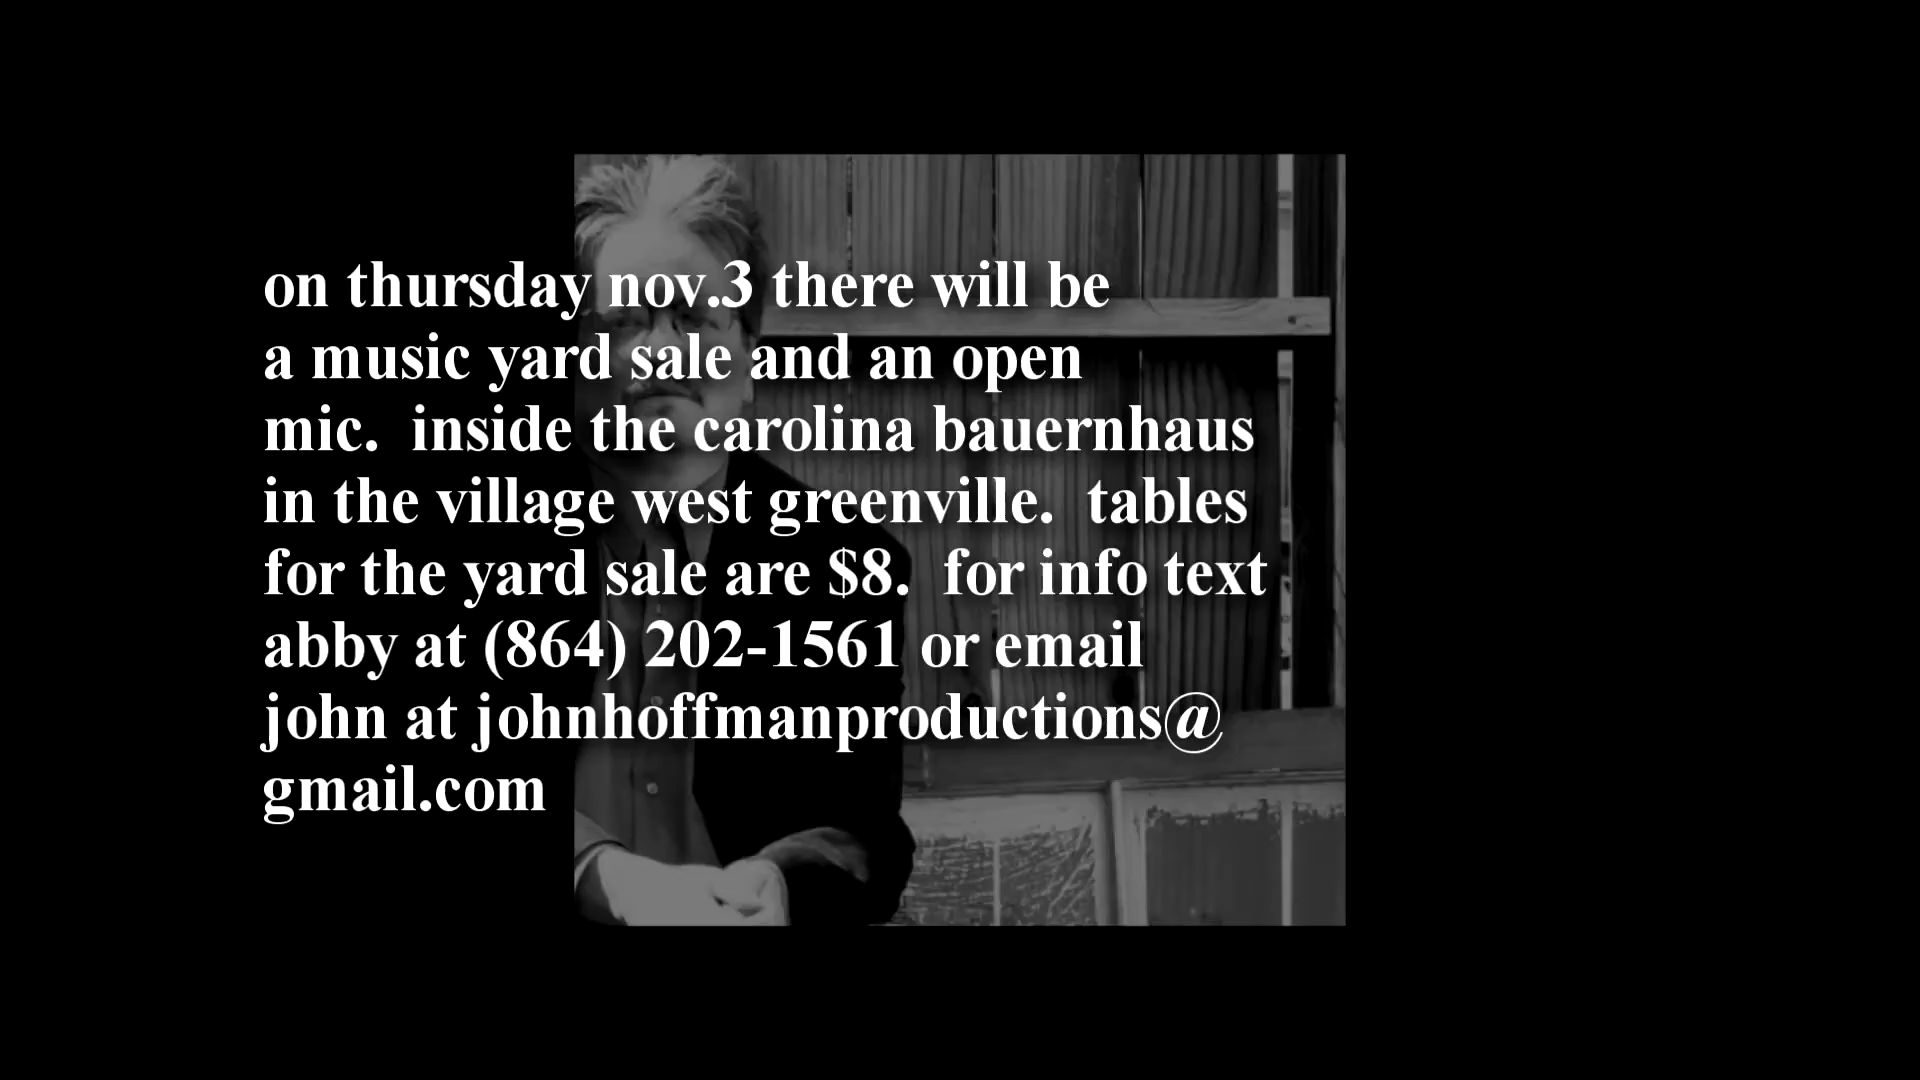 on thursday nov.3 there will be
a music yard sale and an open
mic.  inside the carolina bauernhaus
in the village west greenville.  tables
for the yard sale are $8.  for info text
abby at (864) 202-1561 or email
john at johnhoffmanproductions@
gmail.com